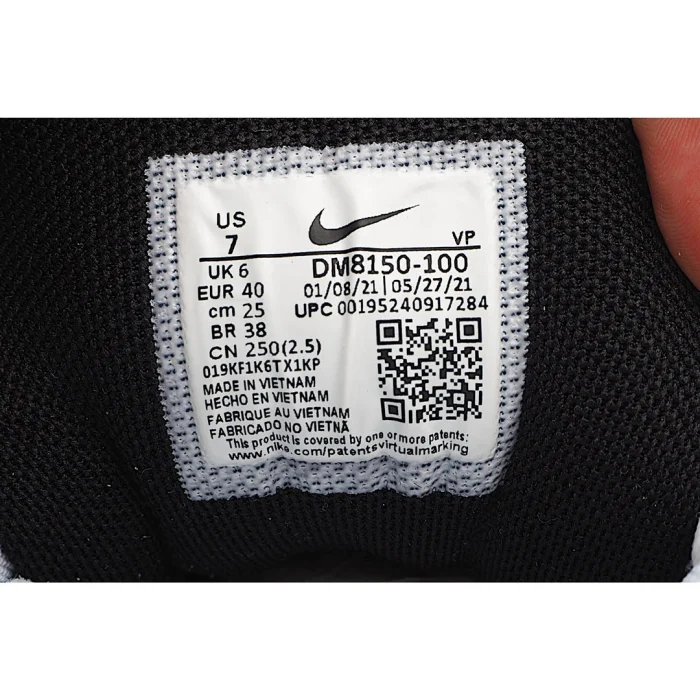 US
7
VP
UK 6
DM8150-100
EUR 40
01/08/21 | 05/27/21
cm 25
UPC 00195240917284
BR 38
CN 250(2.5)
019KF1K6TX1KP
MADE IN VIETNAM
HECHO EN VIETNAM
FABRIQUE AU VIETNAM
FABRICADO NO VIETNÃ
This product is covered by one or more patents:
www.nike.com/patentsvirtualmarking